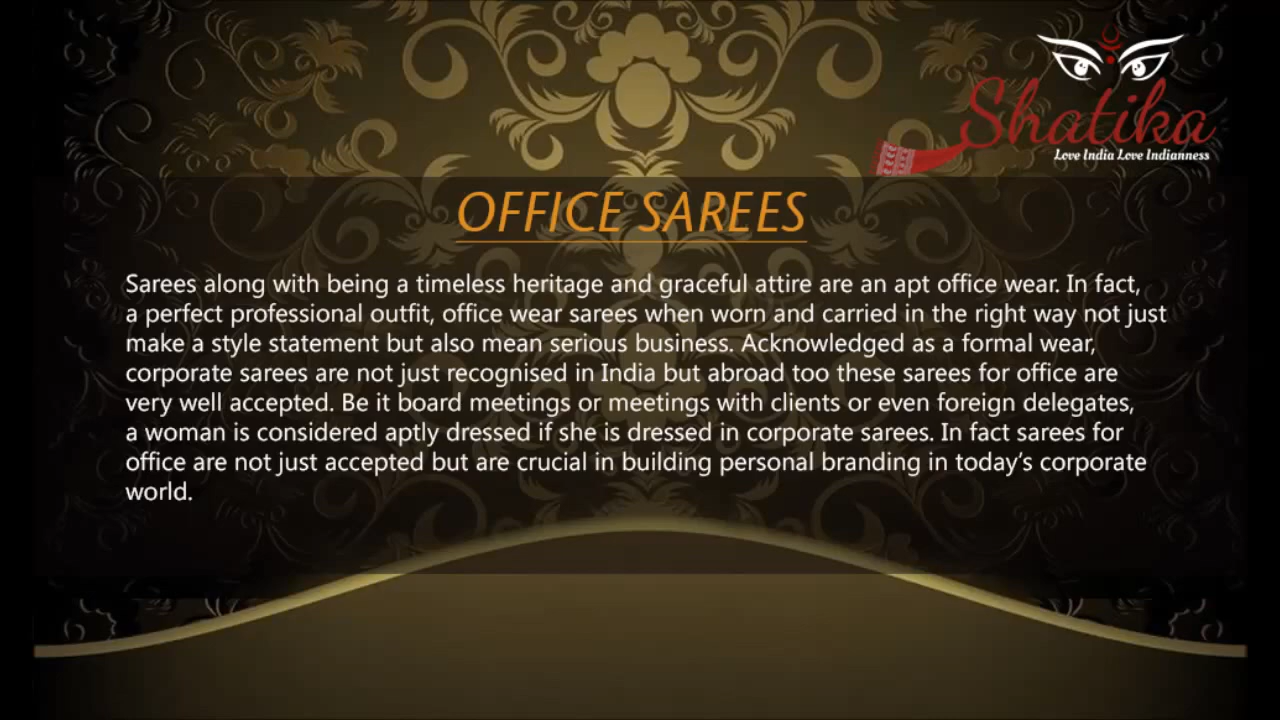 Shatika
Love India Love Indianness
OFFICE SAREES
Sarees along with being a timeless heritage and graceful attire are an apt office wear. In fact,
a perfect professional outfit, office wear sarees when worn and carried in the right way not just
make a style statement but also mean serious business. Acknowledged as a formal wear,
corporate sarees are not just recognised in India but abroad too these sarees for office are
very well accepted. Be it board meetings or meetings with clients or even foreign delegates,
a woman is considered aptly dressed if she is dressed in corporate sarees. In fact sarees for
office are not just accepted but are crucial in building personal branding in today’s corporate
world.